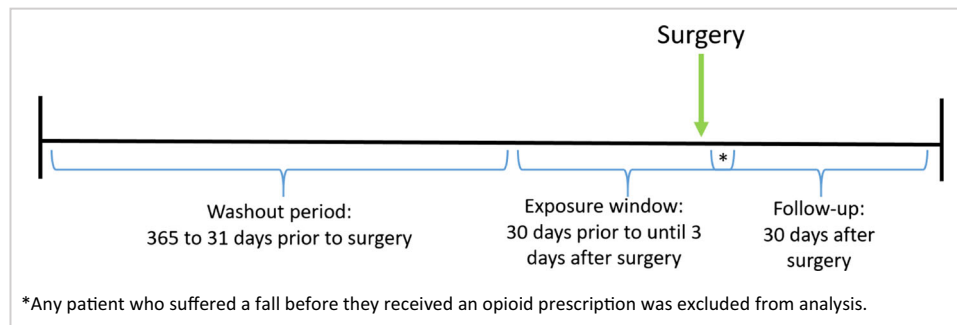 Surgery
*
Washout period:
365 to 31 days prior to surgery
Exposure window:
30 days prior to until 3
days after surgery
Follow-up:
30 days after
surgery
*Any patient who suffered a fall before they received an opioid prescription was excluded from analysis.